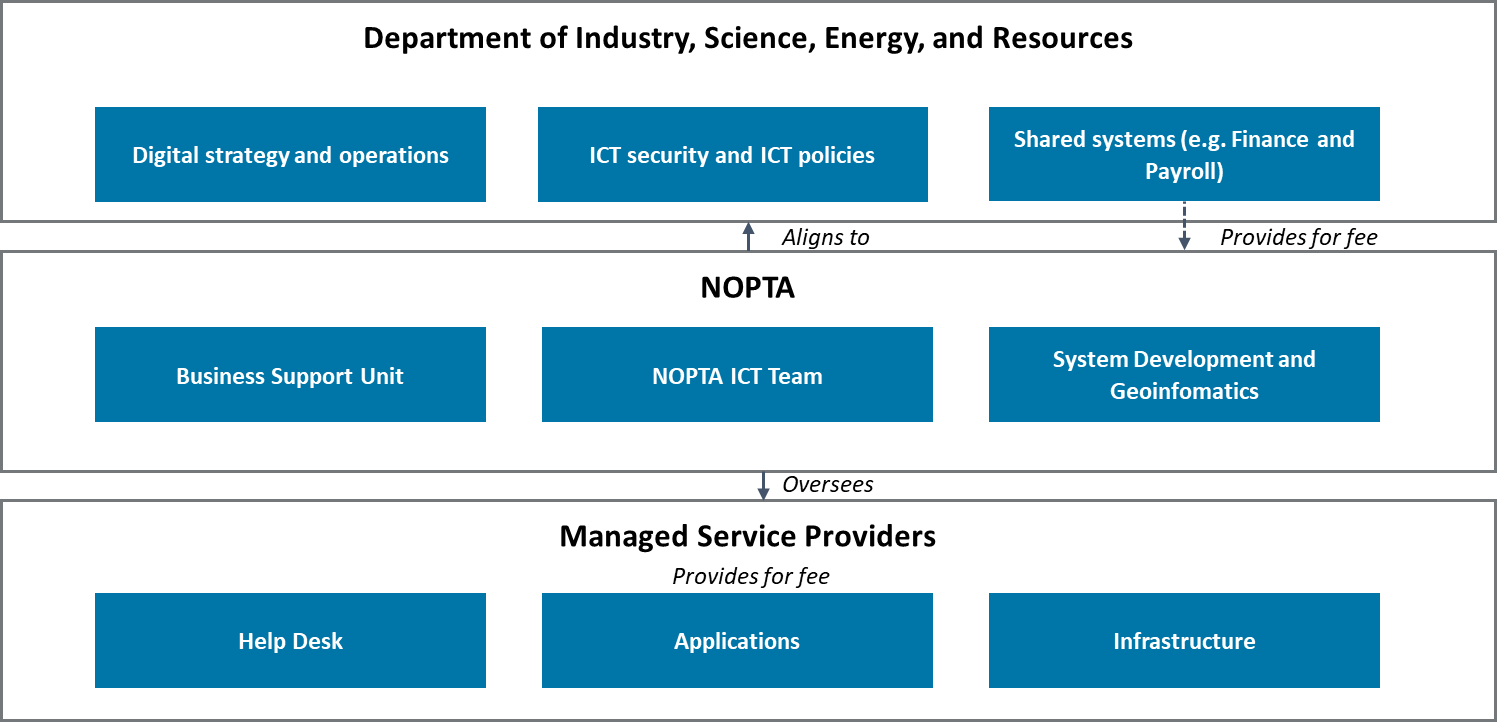 Department of Industry, Science, Energy, and Resources
Digital strategy and operations
ICT security and ICT policies
Shared systems (e.g. Finance and
Payroll)
Aligns to
Provides for fee
NOPTA
Business Support Unit
NOPTA ICT Team
System Development and
Geoinfomatics
Oversees
Managed Service Providers
Provides for fee
Help Desk
Applications
Infrastructure